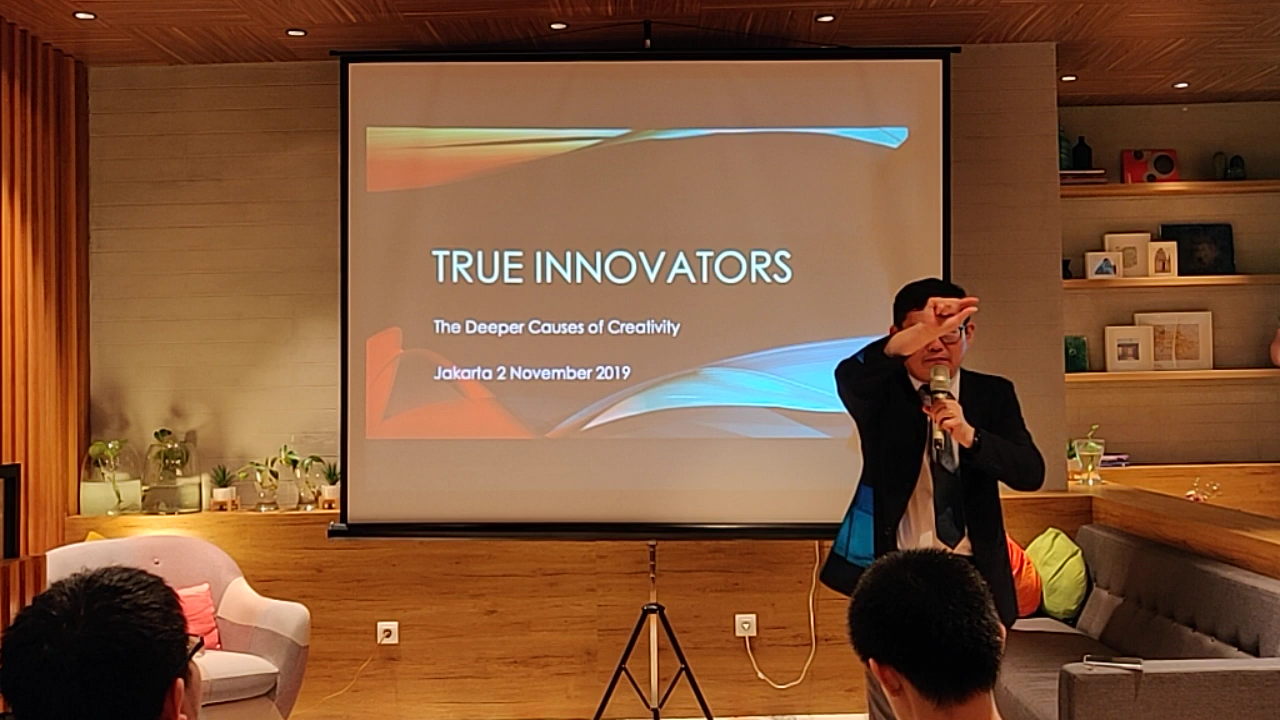 TRUE INNOVATORS
The Deeper Causes of Creativity
Jakarta 2 November 2019